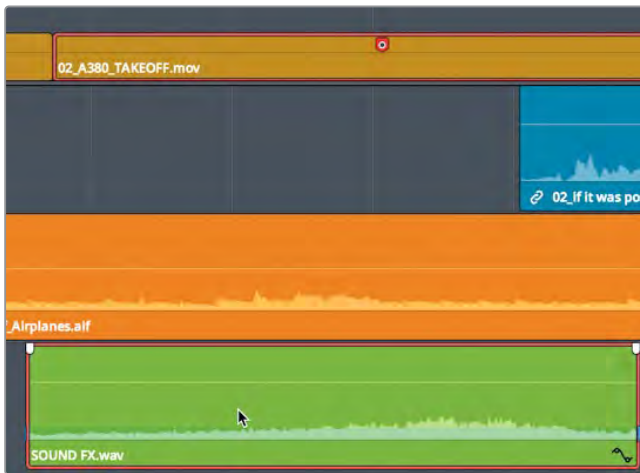 02_A380_TAKEOFF.mov
02_if it was po
_Airplanes.aif
SOUND FX.wav